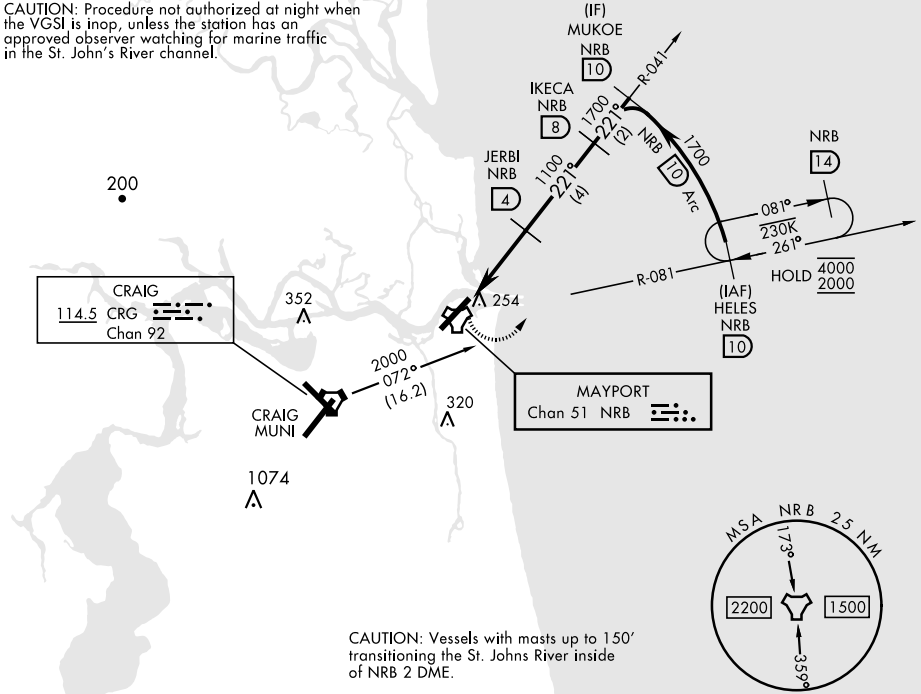 CAUTION: Procedure not authorized at night when
the VGSI is inop, unless the station has an
approved observer watching for marine traffic
in the St. John's River channel.
(IF)
MUKOE
NRB
10
R-041
IKECA
NRB
8
1700
221°
(2)
NRB
10
Arc
1700
JERBI
NRB
4
1100
221°
(4)
NRB
14
081°
230K
261°
R-081
HOLD
4000
2000
(IAF)
HELES
NRB
10
200
CRAIG
114.5 CRG
Chan 92
352
254
2000
072°
(16.2)
MAYPORT
Chan 51 NRB
320
CRAIG
MUNI
1074
MSA NRB 25 NM
173°
2200
1500
359°
CAUTION: Vessels with masts up to 150'
transitioning the St. Johns River inside
of NRB 2 DME.